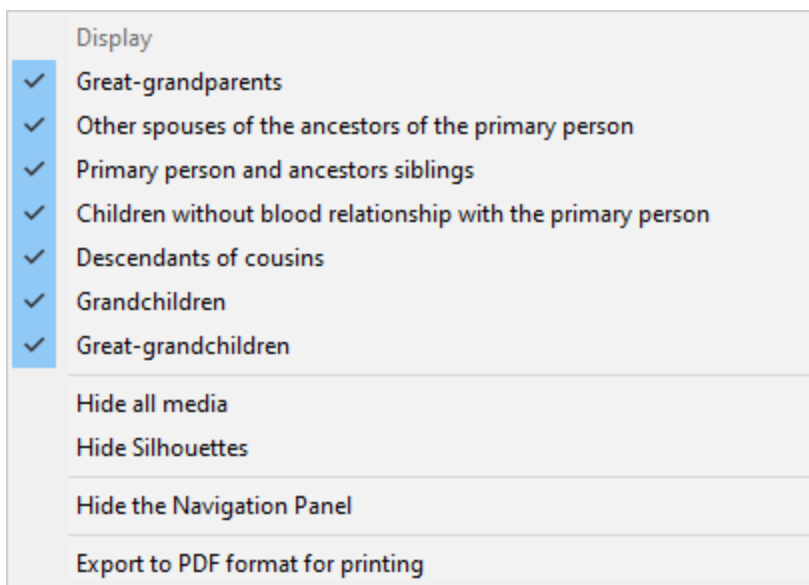 Display
Great-grandparents
Other spouses of the ancestors of the primary person
Primary person and ancestors siblings
Children without blood relationship with the primary person
Descendants of cousins
Grandchildren
Great-grandchildren
Hide all media
Hide Silhouettes
Hide the Navigation Panel
Export to PDF format for printing